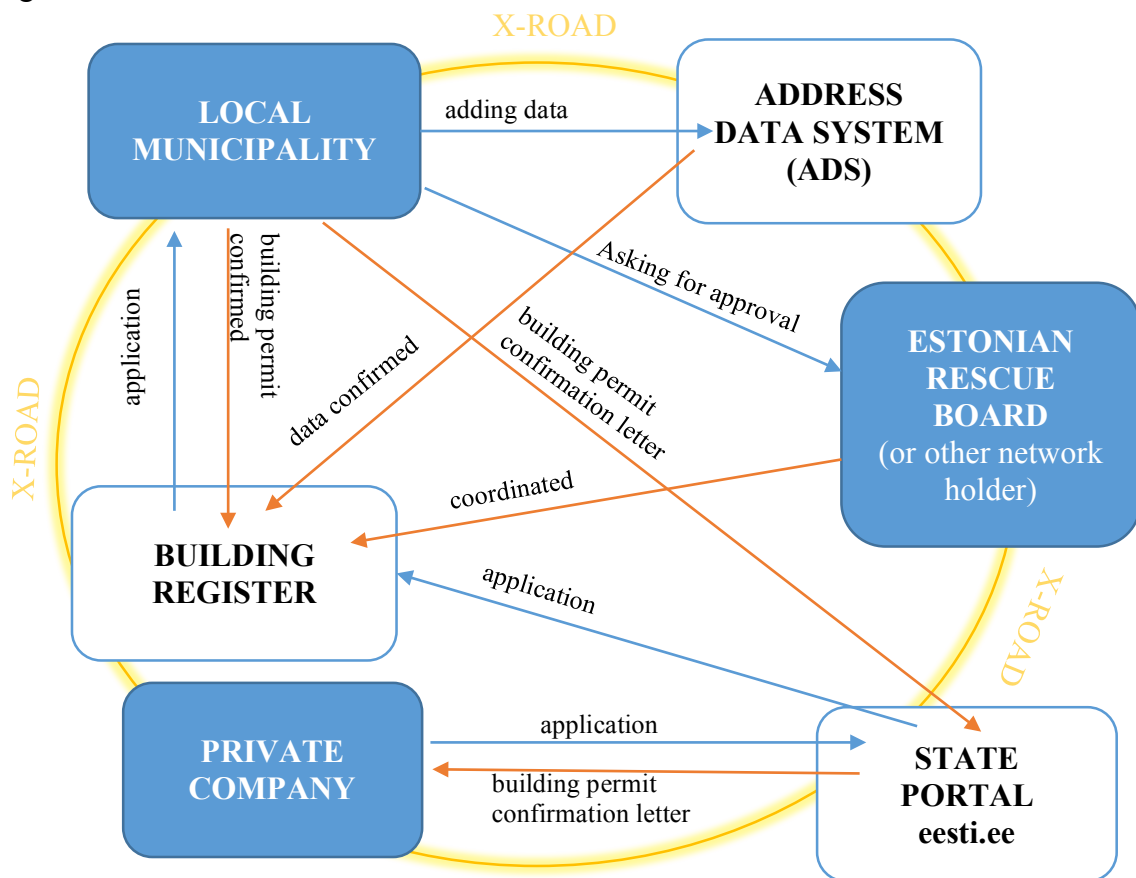 X-ROAD
LOCAL
MUNICIPALITY
adding data
ADDRESS
DATA SYSTEM
(ADS)
application
building permit
confirmed
data confirmed
Asking for approval
building permit
confirmation letter
X-ROAD
ESTONIAN
RESCUE
BOARD
(or other network
holder)
coordinated
BUILDING
REGISTER
application
X-ROAD
PRIVATE
COMPANY
application
building permit
confirmation letter
STATE
PORTAL
eesti.ee